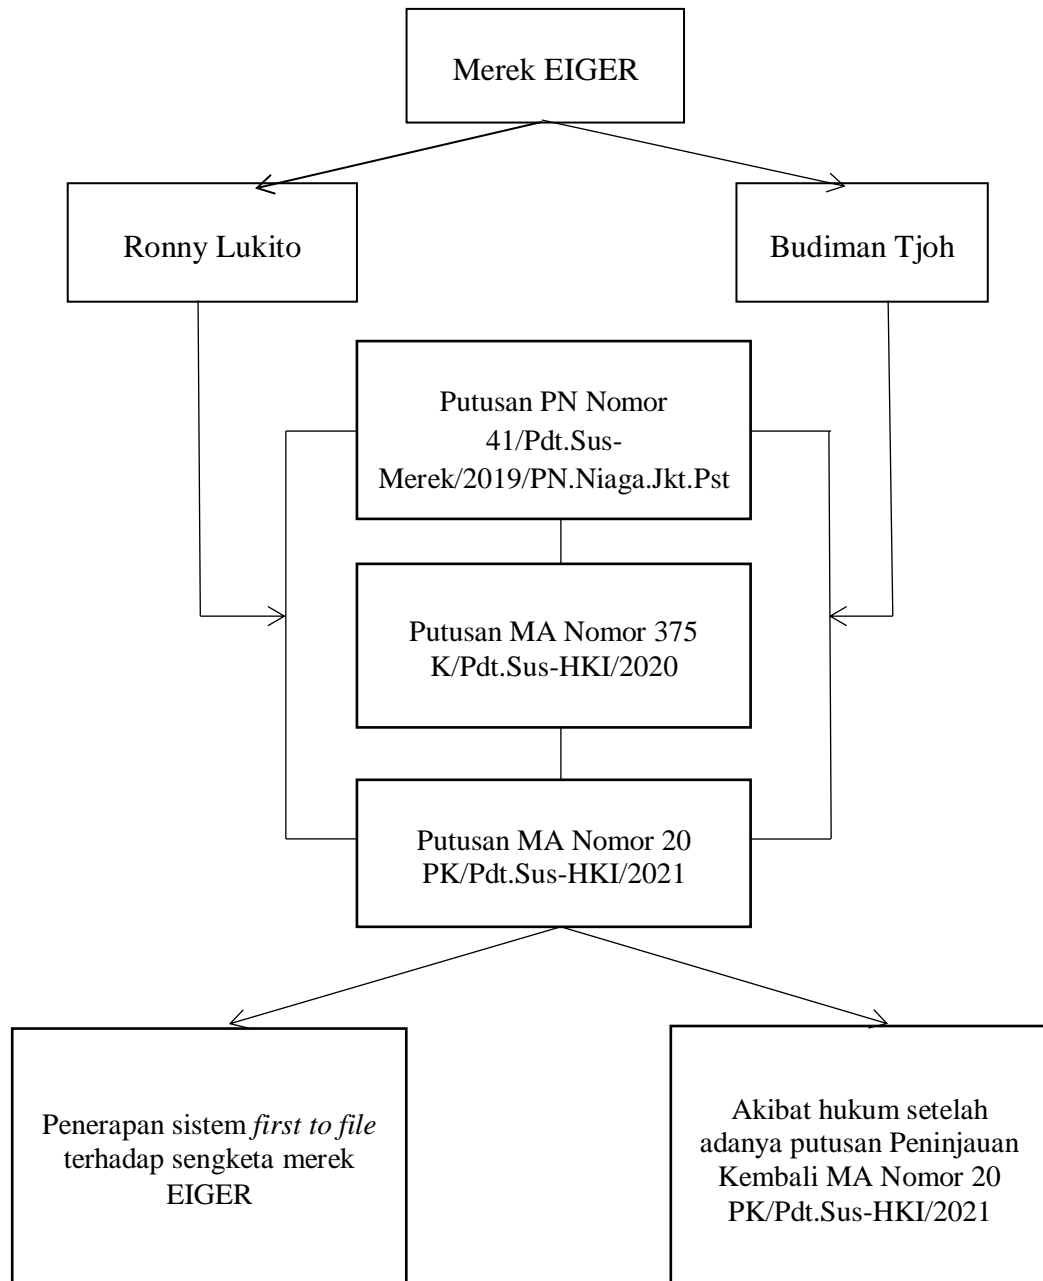 Merek EIGER
Ronny Lukito
Budiman Tjoh
Putusan PN Nomor
41/Pdt.Sus-
Merek/2019/PN.Niaga.Jkt.Pst
Putusan MA Nomor 375
K/Pdt.Sus-HKI/2020
Putusan MA Nomor 20
PK/Pdt.Sus-HKI/2021
Penerapan sistem first to file
terhadap sengketa merek
EIGER
Akibat hukum setelah
adanya putusan Peninjauan
Kembali MA Nomor 20
PK/Pdt.Sus-HKI/2021